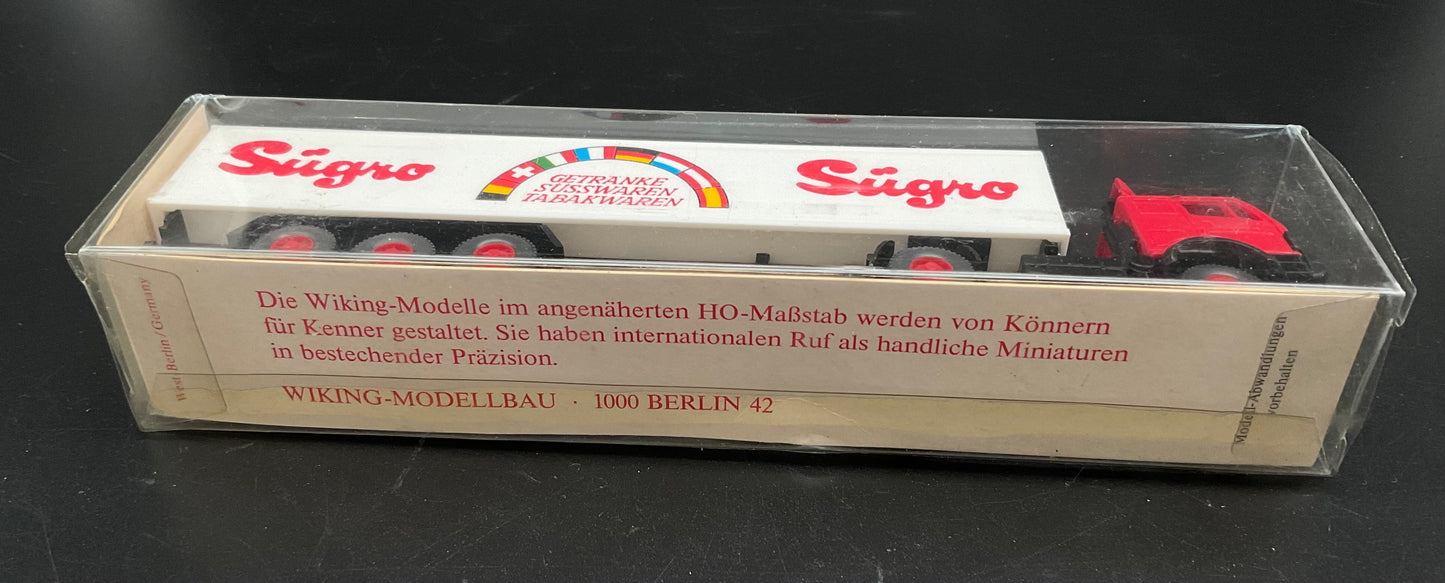 Sügro
GETRÄNKE
SÜSSWAREN
TABAKWAREN
Sügro
West Berlin / Germany
Die Wiking-Modelle im angenäherten HO-Maßstab werden von Könnern
für Kenner gestaltet. Sie haben internationalen Ruf als handliche Miniaturen
in bestechender Präzision.
WIKING-MODELLBAU · 1000 BERLIN 42
Modell-Abwandlungen
vorbehalten